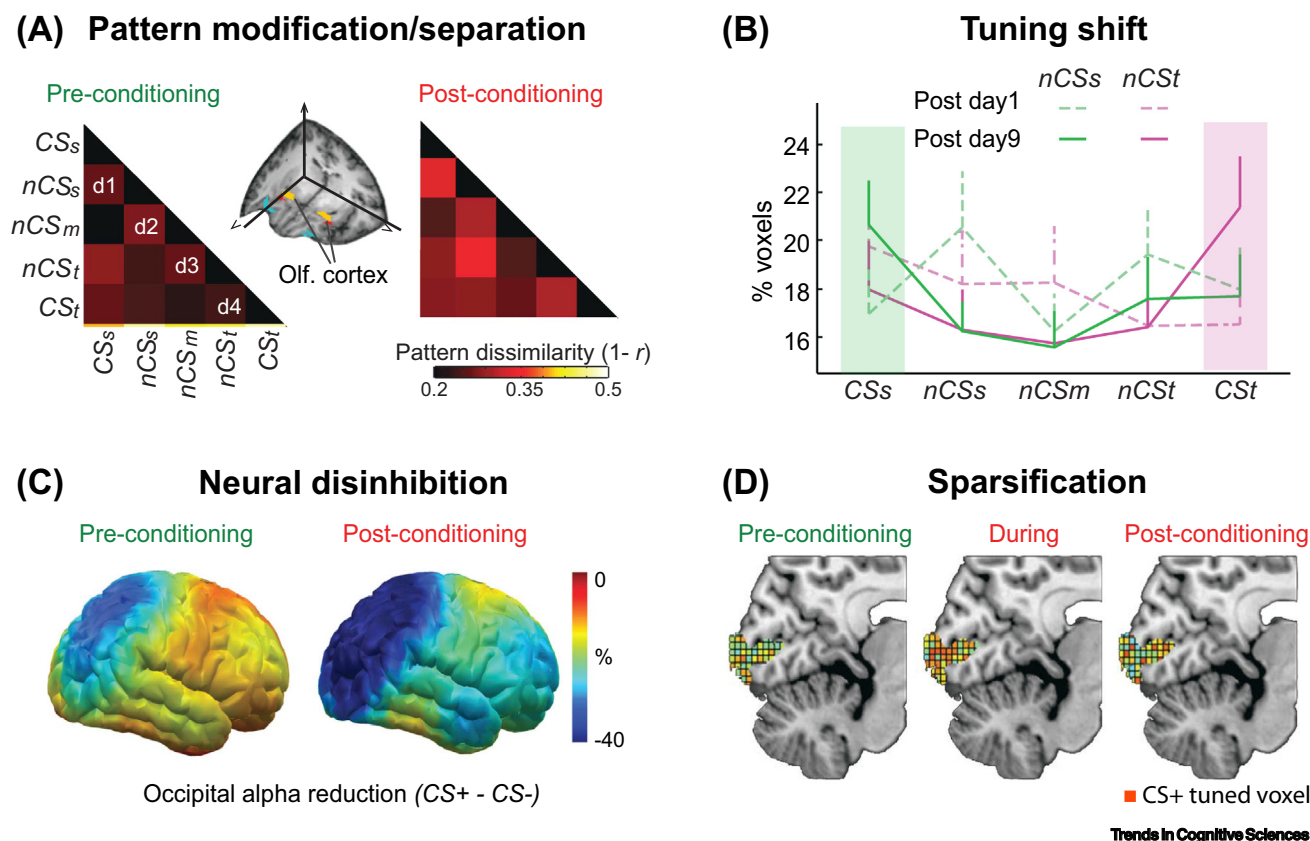 (A) Pattern modification/separation
Pre-conditioning
Post-conditioning
CSs
nCSs
nCSm
nCSt
CSt
d1
d2
d3
d4
CSs
nCSs
nCSm
nCSt
CSt
Olf. cortex
Pattern dissimilarity (1- r)
0.2 0.35 0.5
(B) Tuning shift
nCSs nCSt
Post day1
Post day9
% voxels
24
22
20
18
16
CSs nCSs nCSm nCSt CSt
(C) Neural disinhibition
Pre-conditioning Post-conditioning
0
%
-40
Occipital alpha reduction (CS+ - CS-)
(D) Sparsification
Pre-conditioning During Post-conditioning
CS+ tuned voxel
Trends in Cognitive Sciences